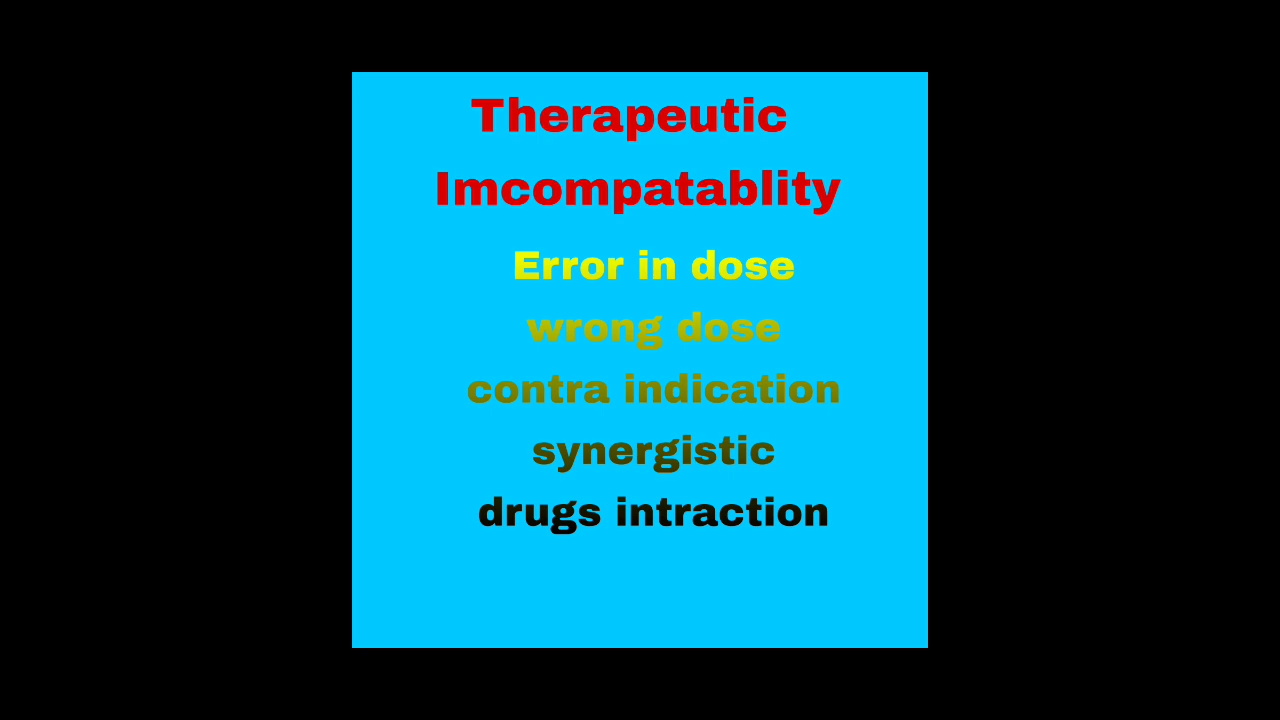 Therapeutic
Imcompatablity
Error in dose
wrong dose
contra indication
synergistic
drugs intraction